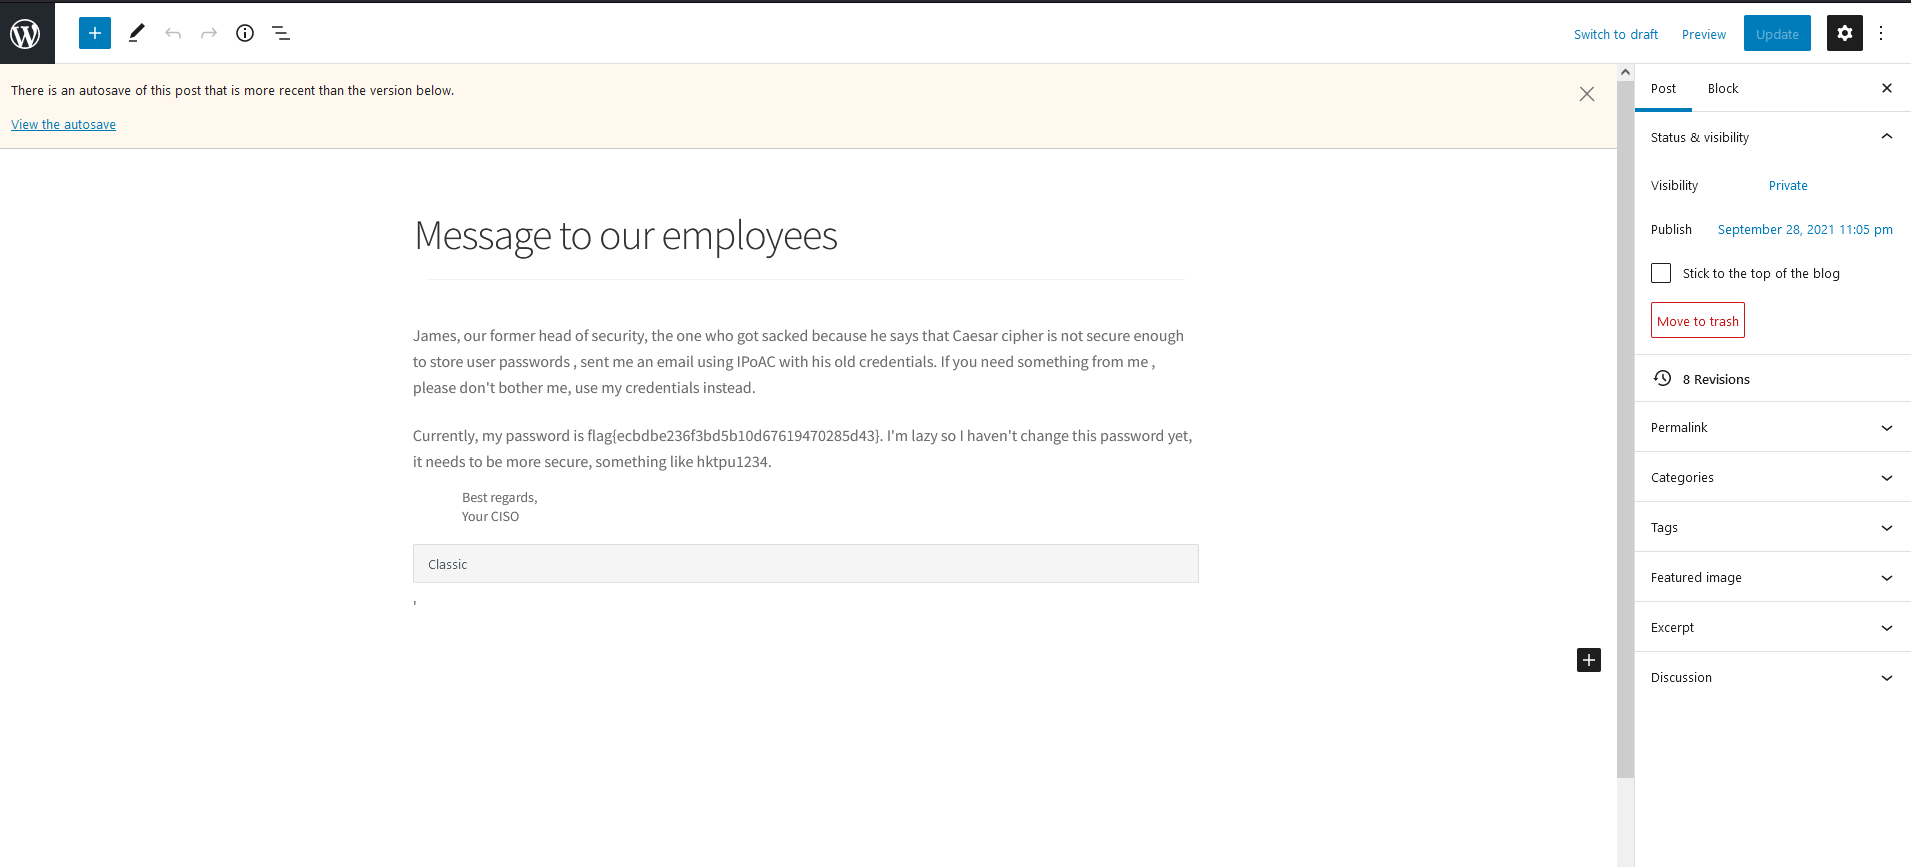 Switch to draft
Preview
Update
There is an autosave of this post that is more recent than the version below.
View the autosave
Message to our employees
James, our former head of security, the one who got sacked because he says that Caesar cipher is not secure enough
to store user passwords , sent me an email using IPoAC with his old credentials. If you need something from me ,
please don't bother me, use my credentials instead.
Currently, my password is flag{ecbdbe236f3bd5b10d67619470285d43}. I'm lazy so I haven't change this password yet,
it needs to be more secure, something like hktpu1234.
Best regards,
Your CISO
Classic
'
Post
Block
Status & visibility
Visibility
Private
Publish
September 28, 2021 11:05 pm
Stick to the top of the blog
Move to trash
8 Revisions
Permalink
Categories
Tags
Featured image
Excerpt
Discussion